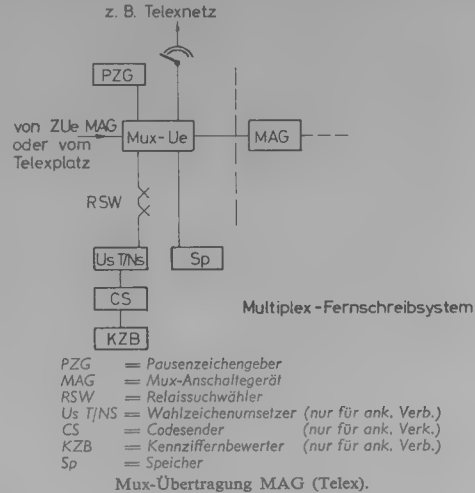 z. B. Telexnetz
PZG
von ZUe MAG
oder vom
Telexplatz
Mux-Ue
MAG
RSW
Us T/Ns
Sp
CS
KZB
Multiplex-Fernschreibsystem
PZG = Pausenzeichengeber
MAG = Mux-Anschaltegerät
RSW = Relaissuchwähler
Us T/NS = Wahlzeichenumsetzer (nur für ank. Verb.)
CS = Codesender (nur für ank. Verk.)
KZB = Kennziffernbewerter (nur für ank. Verb.)
Sp = Speicher
Mux-Übertragung MAG (Telex).